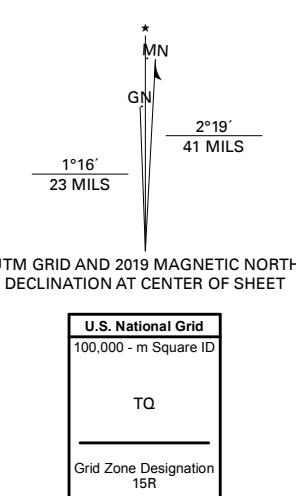 ★
MN
GN
2°19´
41 MILS
1°16´
23 MILS
UTM GRID AND 2019 MAGNETIC NORTH
DECLINATION AT CENTER OF SHEET
U.S. National Grid
100,000 - m Square ID
TQ
Grid Zone Designation
15R